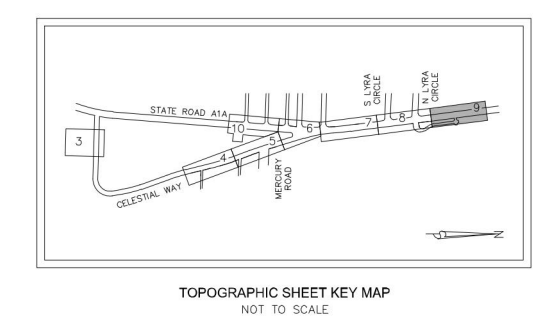 S LYRA
CIRCLE
N LYRA
CIRCLE
STATE ROAD A1A
9
8
7
6
10
5
3
4
MERCURY
ROAD
CELESTIAL WAY
Z
TOPOGRAPHIC SHEET KEY MAP
NOT TO SCALE